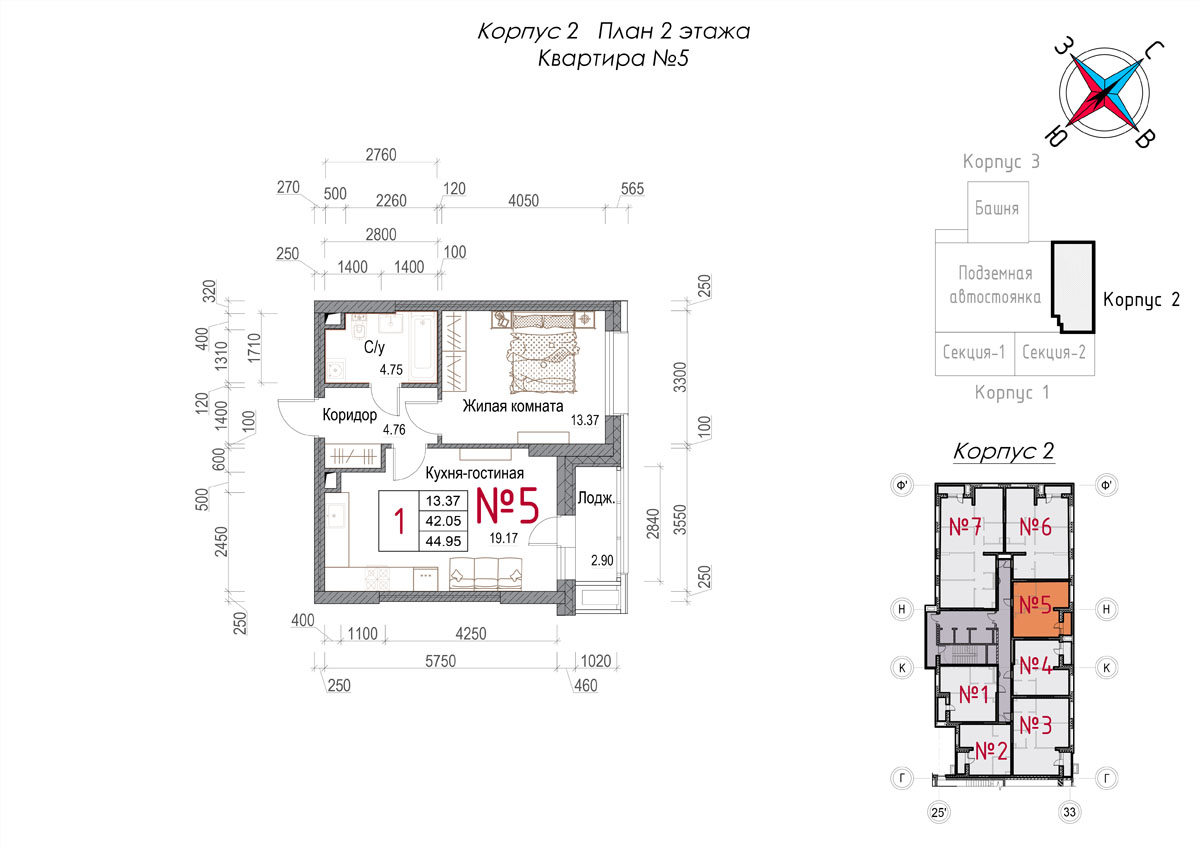 Корпус 2 План 2 этажа
Квартира №5
З
С
Ю
В
Корпус 3
Башня
Подземная
автостоянка
Корпус 2
Секция-1
Секция-2
Корпус 1
2760
270
500
2260
120
4050
565
2800
250
1400
1400
100
320
400
1310
1710
120
1400
100
600
500
2450
250
250
3300
100
3550
2840
250
С/у
4.75
Коридор
4.76
Жилая комната
13.37
Кухня-гостиная
1
13.37
42.05
44.95
№5
19.17
Лодж.
2.90
400
1100
4250
5750
1020
250
460
Корпус 2
Ф'
Ф'
№7
№6
Н
№5
Н
К
№4
К
№1
№3
№2
Г
Г
25'
33